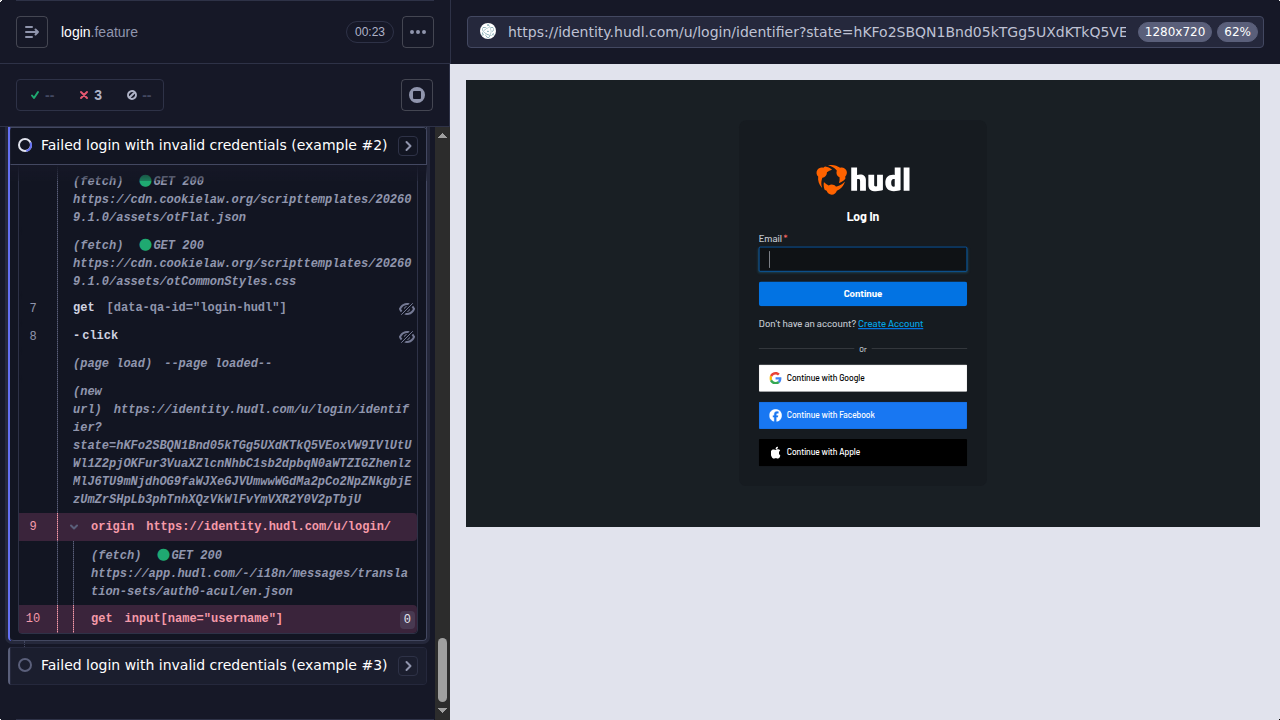 login.feature
00:23
--
3
--
Failed login with invalid credentials (example #2)
(fetch) GET 200
https://cdn.cookielaw.org/scripttemplates/20260
9.1.0/assets/otFlat.json
(fetch) GET 200
https://cdn.cookielaw.org/scripttemplates/20260
9.1.0/assets/otCommonStyles.css
7 get [data-qa-id="login-hudl"]
8 -click
(page load) --page loaded--
(new
url) https://identity.hudl.com/u/login/identif
ier?
state=hKFo2SBQN1Bnd05kTGg5UXdKTkQ5VEoxVW9IVlUtU
Wl1Z2pjOKFur3VuaXZlcnNhbC1sb2dpbqN0aWTZIGZhenlz
MlJ6TU9mNjdhOG9faWJXeGJVUmwwWGdMa2pCo2NpZNkgbjE
zUmZrSHpLb3phTnhXQzVkWlFvYmVXR2Y0V2pTbjU
9 origin https://identity.hudl.com/u/login/
(fetch) GET 200
https://app.hudl.com/-/i18n/messages/transla
tion-sets/auth0-acul/en.json
10 get input[name="username"] 0
Failed login with invalid credentials (example #3)
https://identity.hudl.com/u/login/identifier?state=hKFo2SBQN1Bnd05kTGg5UXdKTkQ5VE
1280x720
62%
hudl
Log In
Email *
Continue
Don't have an account? Create Account
Or
Continue with Google
Continue with Facebook
Continue with Apple